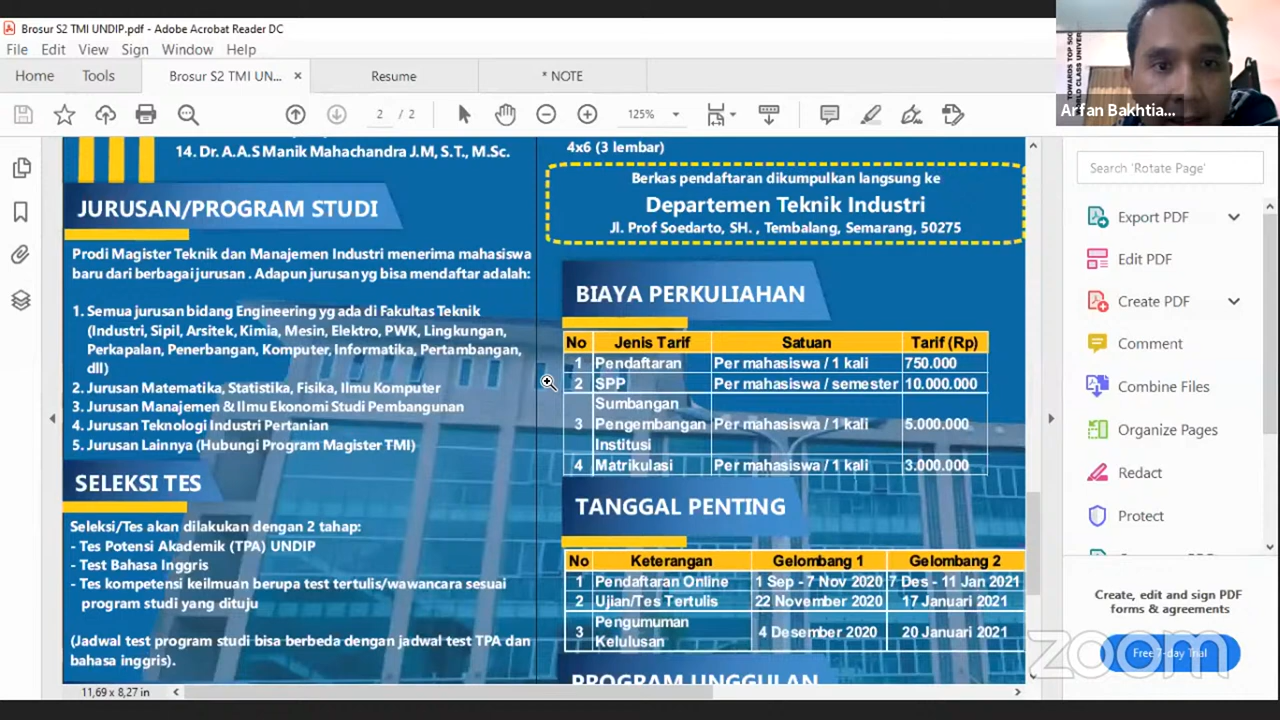 Brosur S2 TMI UNDIP.pdf - Adobe Acrobat Reader DC
File Edit View Sign Window Help
Home Tools Brosur S2 TMI UN... × Resume * NOTE
2 / 2 125%
TOWARDS TOP 500
Arfan Bakhtia...
14. Dr. A.A.S Manik Mahachandra J.M, S.T., M.Sc.
JURUSAN/PROGRAM STUDI
Prodi Magister Teknik dan Manajemen Industri menerima mahasiswa
baru dari berbagai jurusan . Adapun jurusan yg bisa mendaftar adalah:
1. Semua jurusan bidang Engineering yg ada di Fakultas Teknik
(Industri, Sipil, Arsitek, Kimia, Mesin, Elektro, PWK, Lingkungan,
Perkapalan, Penerbangan, Komputer, Informatika, Pertambangan,
dll)
2. Jurusan Matematika, Statistika, Fisika, Ilmu Komputer
3. Jurusan Manajemen & Ilmu Ekonomi Studi Pembangunan
4. Jurusan Teknologi Industri Pertanian
5. Jurusan Lainnya (Hubungi Program Magister TMI)
SELEKSI TES
Seleksi/Tes akan dilakukan dengan 2 tahap:
- Tes Potensi Akademik (TPA) UNDIP
- Test Bahasa Inggris
- Tes kompetensi keilmuan berupa test tertulis/wawancara sesuai
program studi yang dituju
(Jadwal test program studi bisa berbeda dengan jadwal test TPA dan
bahasa inggris).
4x6 (3 lembar)
Berkas pendaftaran dikumpulkan langsung ke
Departemen Teknik Industri
Jl. Prof Soedarto, SH. , Tembalang, Semarang, 50275
BIAYA PERKULIAHAN
No Jenis Tarif Satuan Tarif (Rp)
1 Pendaftaran Per mahasiswa / 1 kali 750.000
2 SPP Per mahasiswa / semester 10.000.000
Sumbangan
3 Pengembangan Per mahasiswa / 1 kali 5.000.000
Institusi
4 Matrikulasi Per mahasiswa / 1 kali 3.000.000
TANGGAL PENTING
No Keterangan Gelombang 1 Gelombang 2
1 Pendaftaran Online 1 Sep - 7 Nov 2020 7 Des - 11 Jan 2021
2 Ujian/Tes Tertulis 22 November 2020 17 Januari 2021
3 Pengumuman Kelulusan 4 Desember 2020 20 Januari 2021
PROGRAM UNGGULAN
11,69 x 8,27 in
Search 'Rotate Page'
Export PDF
Edit PDF
Create PDF
Comment
Combine Files
Organize Pages
Redact
Protect
Create, edit and sign PDF
forms & agreements
Free 7-day Trial
zoom